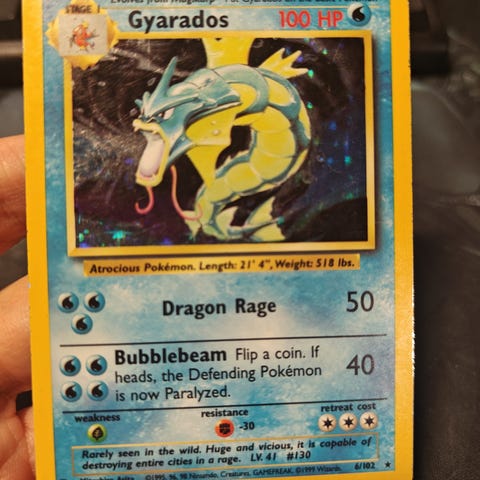 STAGE 1
Gyarados 100 HP
Atrocious Pokémon. Length: 21' 4", Weight: 518 lbs.
Dragon Rage 50
Bubblebeam Flip a coin. If
heads, the Defending Pokémon
is now Paralyzed.
40
weakness
resistance
-30
retreat cost
Rarely seen in the wild. Huge and vicious, it is capable of
destroying entire cities in a rage. LV. 41 #130
©1995, 96, 98 Nintendo, Creatures, GAMEFREAK. ©1999 Wizards. 6/102